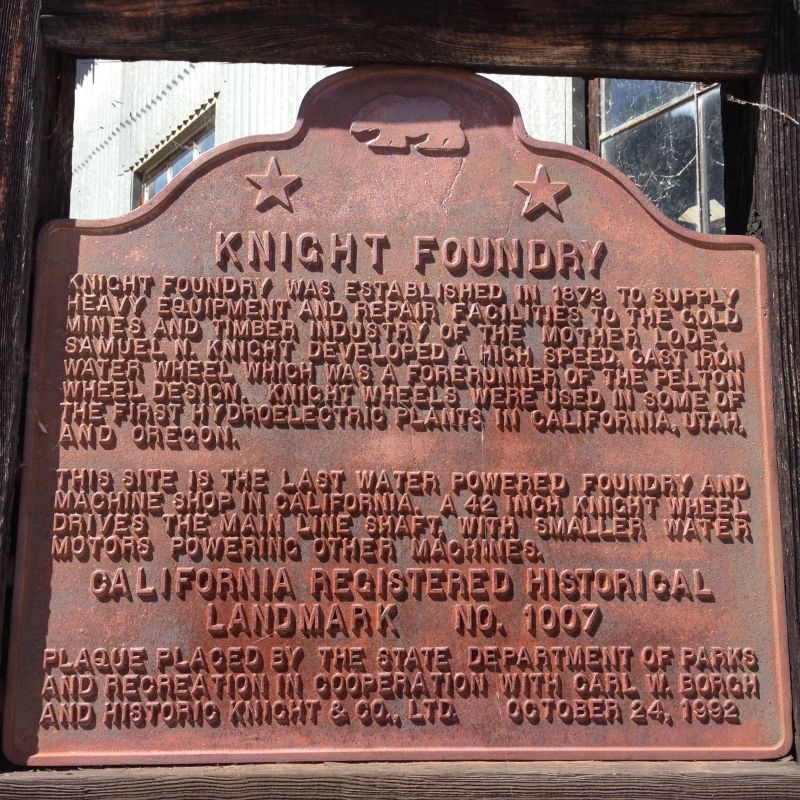 KNIGHT FOUNDRY
KNIGHT FOUNDRY WAS ESTABLISHED IN 1873 TO SUPPLY
HEAVY EQUIPMENT AND REPAIR FACILITIES TO THE GOLD
MINES AND TIMBER INDUSTRY OF THE MOTHER LODE.
SAMUEL N. KNIGHT DEVELOPED A HIGH SPEED, CAST IRON
WATER WHEEL WHICH WAS A FORERUNNER OF THE PELTON
WHEEL DESIGN. KNIGHT WHEELS WERE USED IN SOME OF
THE FIRST HYDROELECTRIC PLANTS IN CALIFORNIA, UTAH,
AND OREGON.
THIS SITE IS THE LAST WATER POWERED FOUNDRY AND
MACHINE SHOP IN CALIFORNIA. A 42 INCH KNIGHT WHEEL
DRIVES THE MAIN LINE SHAFT, WITH SMALLER WATER
MOTORS POWERING OTHER MACHINES.
CALIFORNIA REGISTERED HISTORICAL
LANDMARK NO. 1007
PLAQUE PLACED BY THE STATE DEPARTMENT OF PARKS
AND RECREATION IN COOPERATION WITH CARL W. BORGH
AND HISTORIC KNIGHT & CO., LTD. OCTOBER 24, 1992